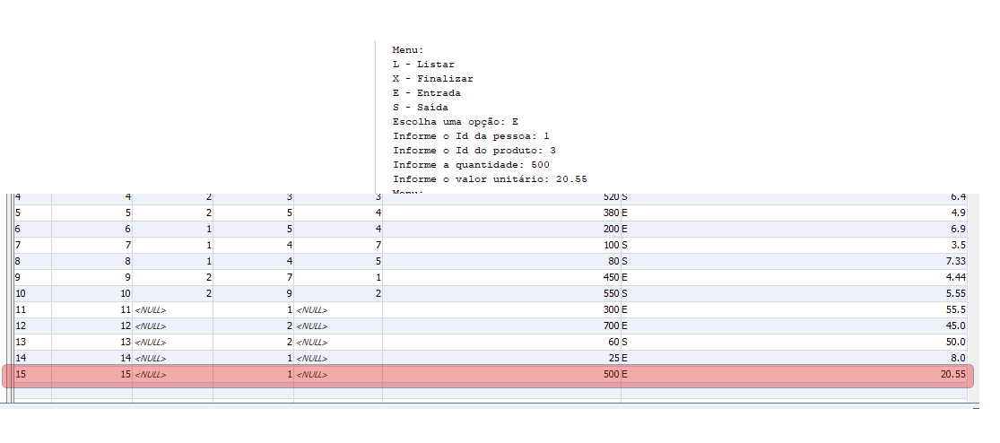 Menu:
L - Listar
X - Finalizar
E - Entrada
S - Saída
Escolha uma opção: E
Informe o Id da pessoa: 1
Informe o Id do produto: 3
Informe a quantidade: 500
Informe o valor unitário: 20.55
Menu:
4 4 2 3 3 520 S 6.4
5 5 2 5 4 380 E 4.9
6 6 1 5 4 200 E 6.9
7 7 1 4 7 100 S 3.5
8 8 1 4 5 80 S 7.33
9 9 2 7 1 450 E 4.44
10 10 2 9 2 550 S 5.55
11 11 <NULL> 1 <NULL> 300 E 55.5
12 12 <NULL> 2 <NULL> 700 E 45.0
13 13 <NULL> 2 <NULL> 60 S 50.0
14 14 <NULL> 1 <NULL> 25 E 8.0
15 15 <NULL> 1 <NULL> 500 E 20.55